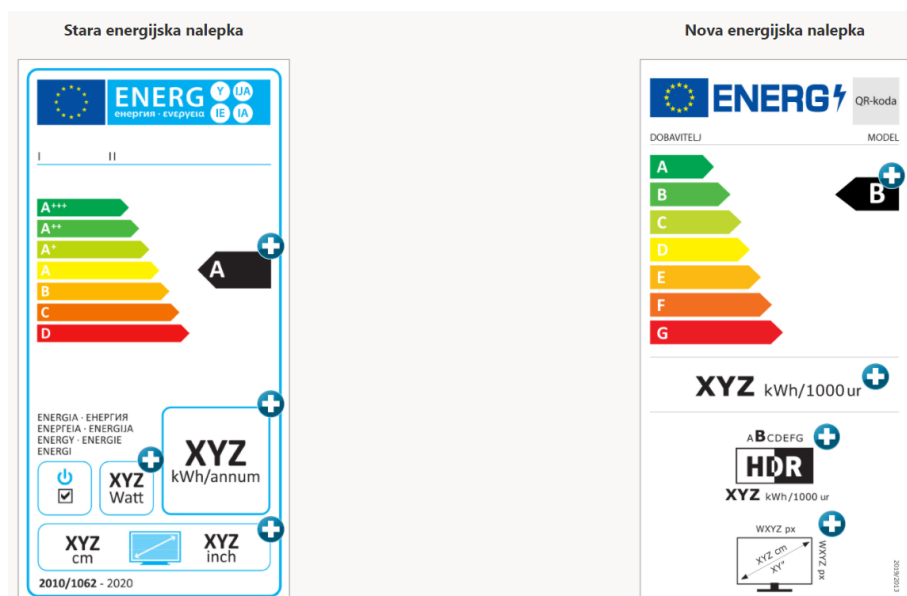 Stara energijska nalepka
ENERG Y IJA
енергия · ενεργεια IE IA
I II
A+++
A++
A+
A
B
C
D
A
ENERGIA · ЕНЕРГИЯ
ΕΝΕΡΓΕΙΑ · ENERGIJA
ENERGY · ENERGIE
ENERGI
XYZ
Watt
XYZ
kWh/annum
XYZ
cm
XYZ
inch
2010/1062 - 2020
Nova energijska nalepka
ENERG
QR-koda
DOBAVITELJ MODEL
A
B
C
D
E
F
G
B
XYZ kWh/1000 ur
ABCDEFG
HDR
XYZ kWh/1000 ur
WXYZ px
XYZ cm
XY"
WXYZ px
2019/2013